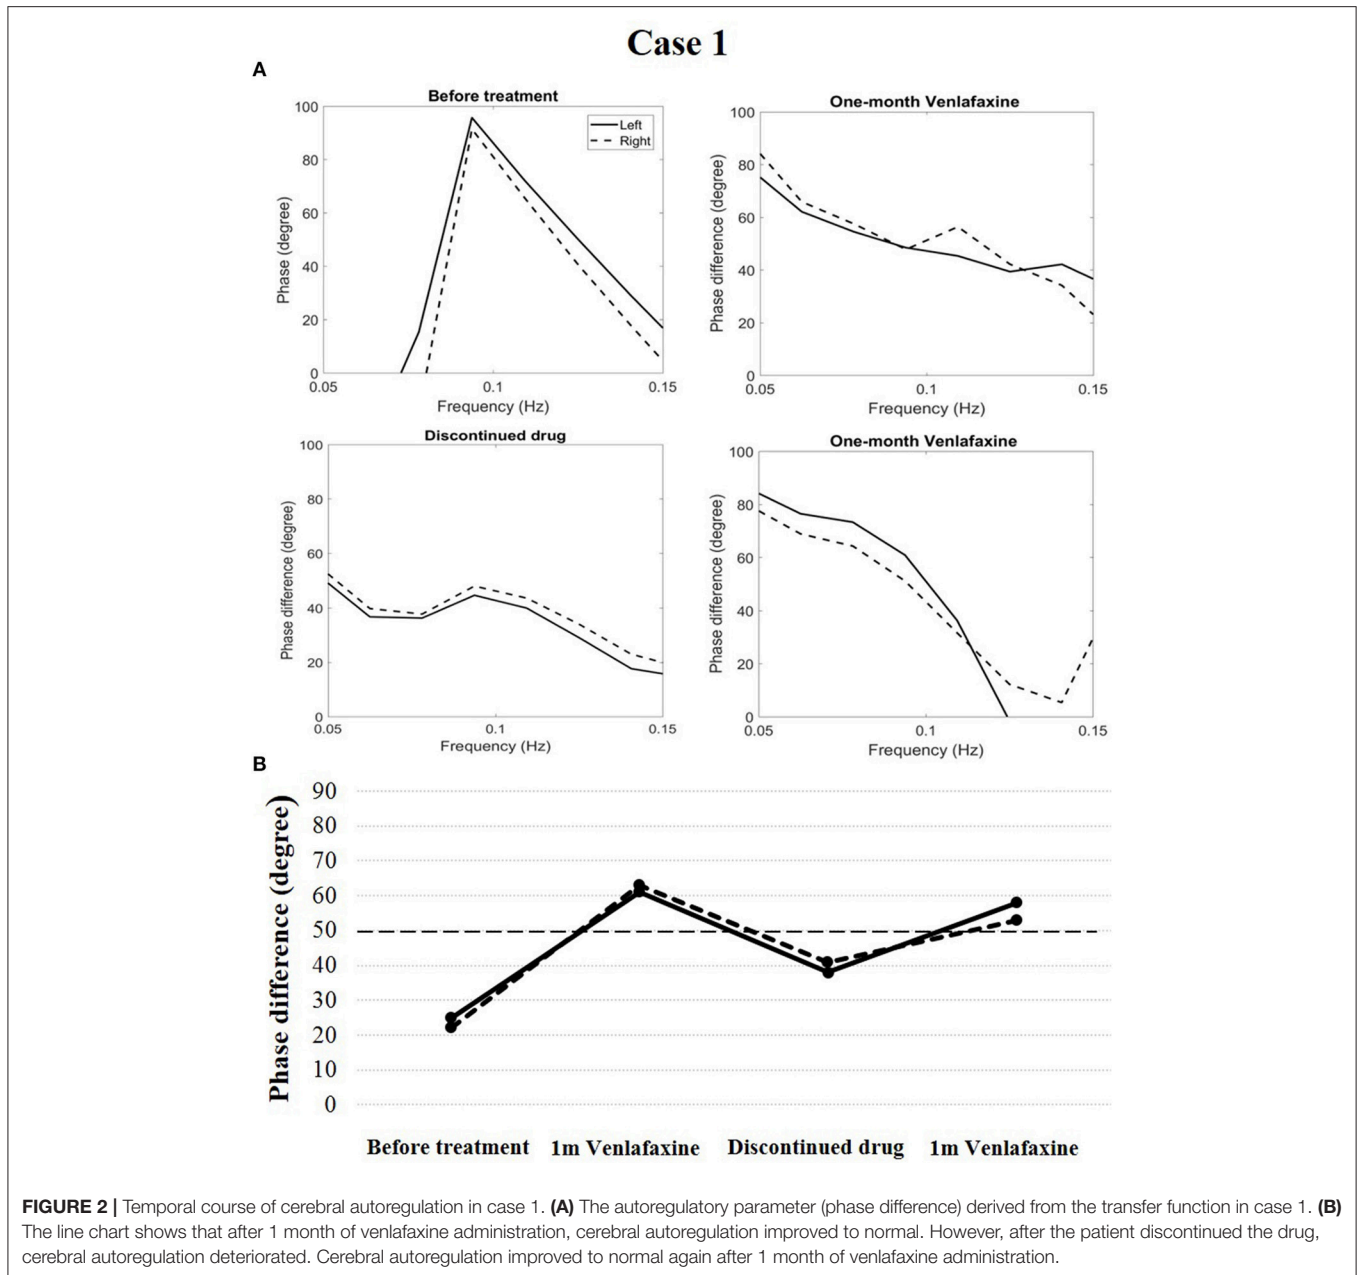 Case 1
A
Before treatment
100
80
60
40
20
0
0.05
0.1
0.15
Phase (degree)
Frequency (Hz)
Left
Right
One-month Venlafaxine
100
80
60
40
20
0
0.05
0.1
0.15
Phase difference (degree)
Frequency (Hz)
Discontinued drug
100
80
60
40
20
0
0.05
0.1
0.15
Phase difference (degree)
Frequency (Hz)
One-month Venlafaxine
100
80
60
40
20
0
0.05
0.1
0.15
Phase difference (degree)
Frequency (Hz)
B
Phase difference (degree)
90
80
70
60
50
40
30
20
10
0
Before treatment 1m Venlafaxine Discontinued drug 1m Venlafaxine
FIGURE 2 | Temporal course of cerebral autoregulation in case 1. (A) The autoregulatory parameter (phase difference) derived from the transfer function in case 1. (B)
The line chart shows that after 1 month of venlafaxine administration, cerebral autoregulation improved to normal. However, after the patient discontinued the drug,
cerebral autoregulation deteriorated. Cerebral autoregulation improved to normal again after 1 month of venlafaxine administration.